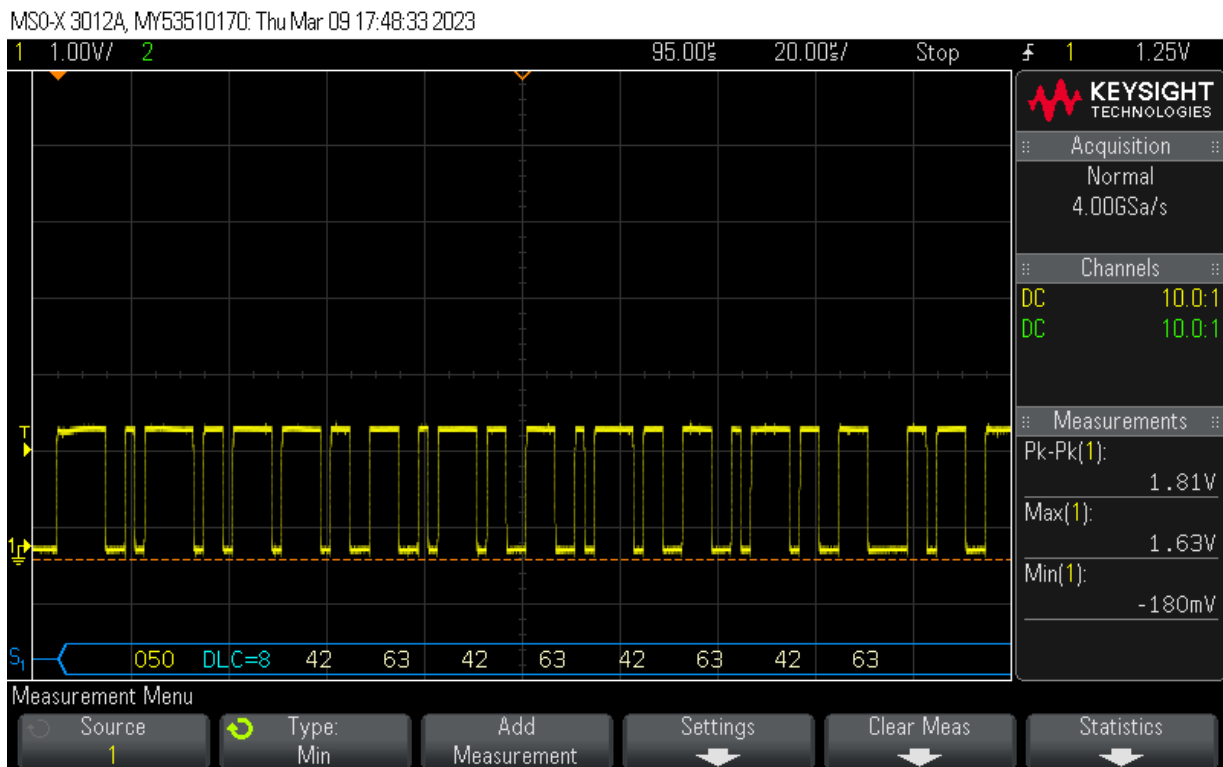 MSO-X 3012A, MY53510170: Thu Mar 09 17:48:33 2023
1 1.00V/ 2 95.00µs 20.00µs/ Stop 1 1.25V
KEYSIGHT
TECHNOLOGIES
Acquisition
Normal
4.00GSa/s
Channels
DC 10.0:1
DC 10.0:1
Measurements
Pk-Pk(1):
1.81V
Max(1):
1.63V
Min(1):
-180mV
T
1
S1 050 DLC=8 42 63 42 63 42 63 42 63
Measurement Menu
Source
1
Type:
Min
Add
Measurement
Settings
Clear Meas
Statistics